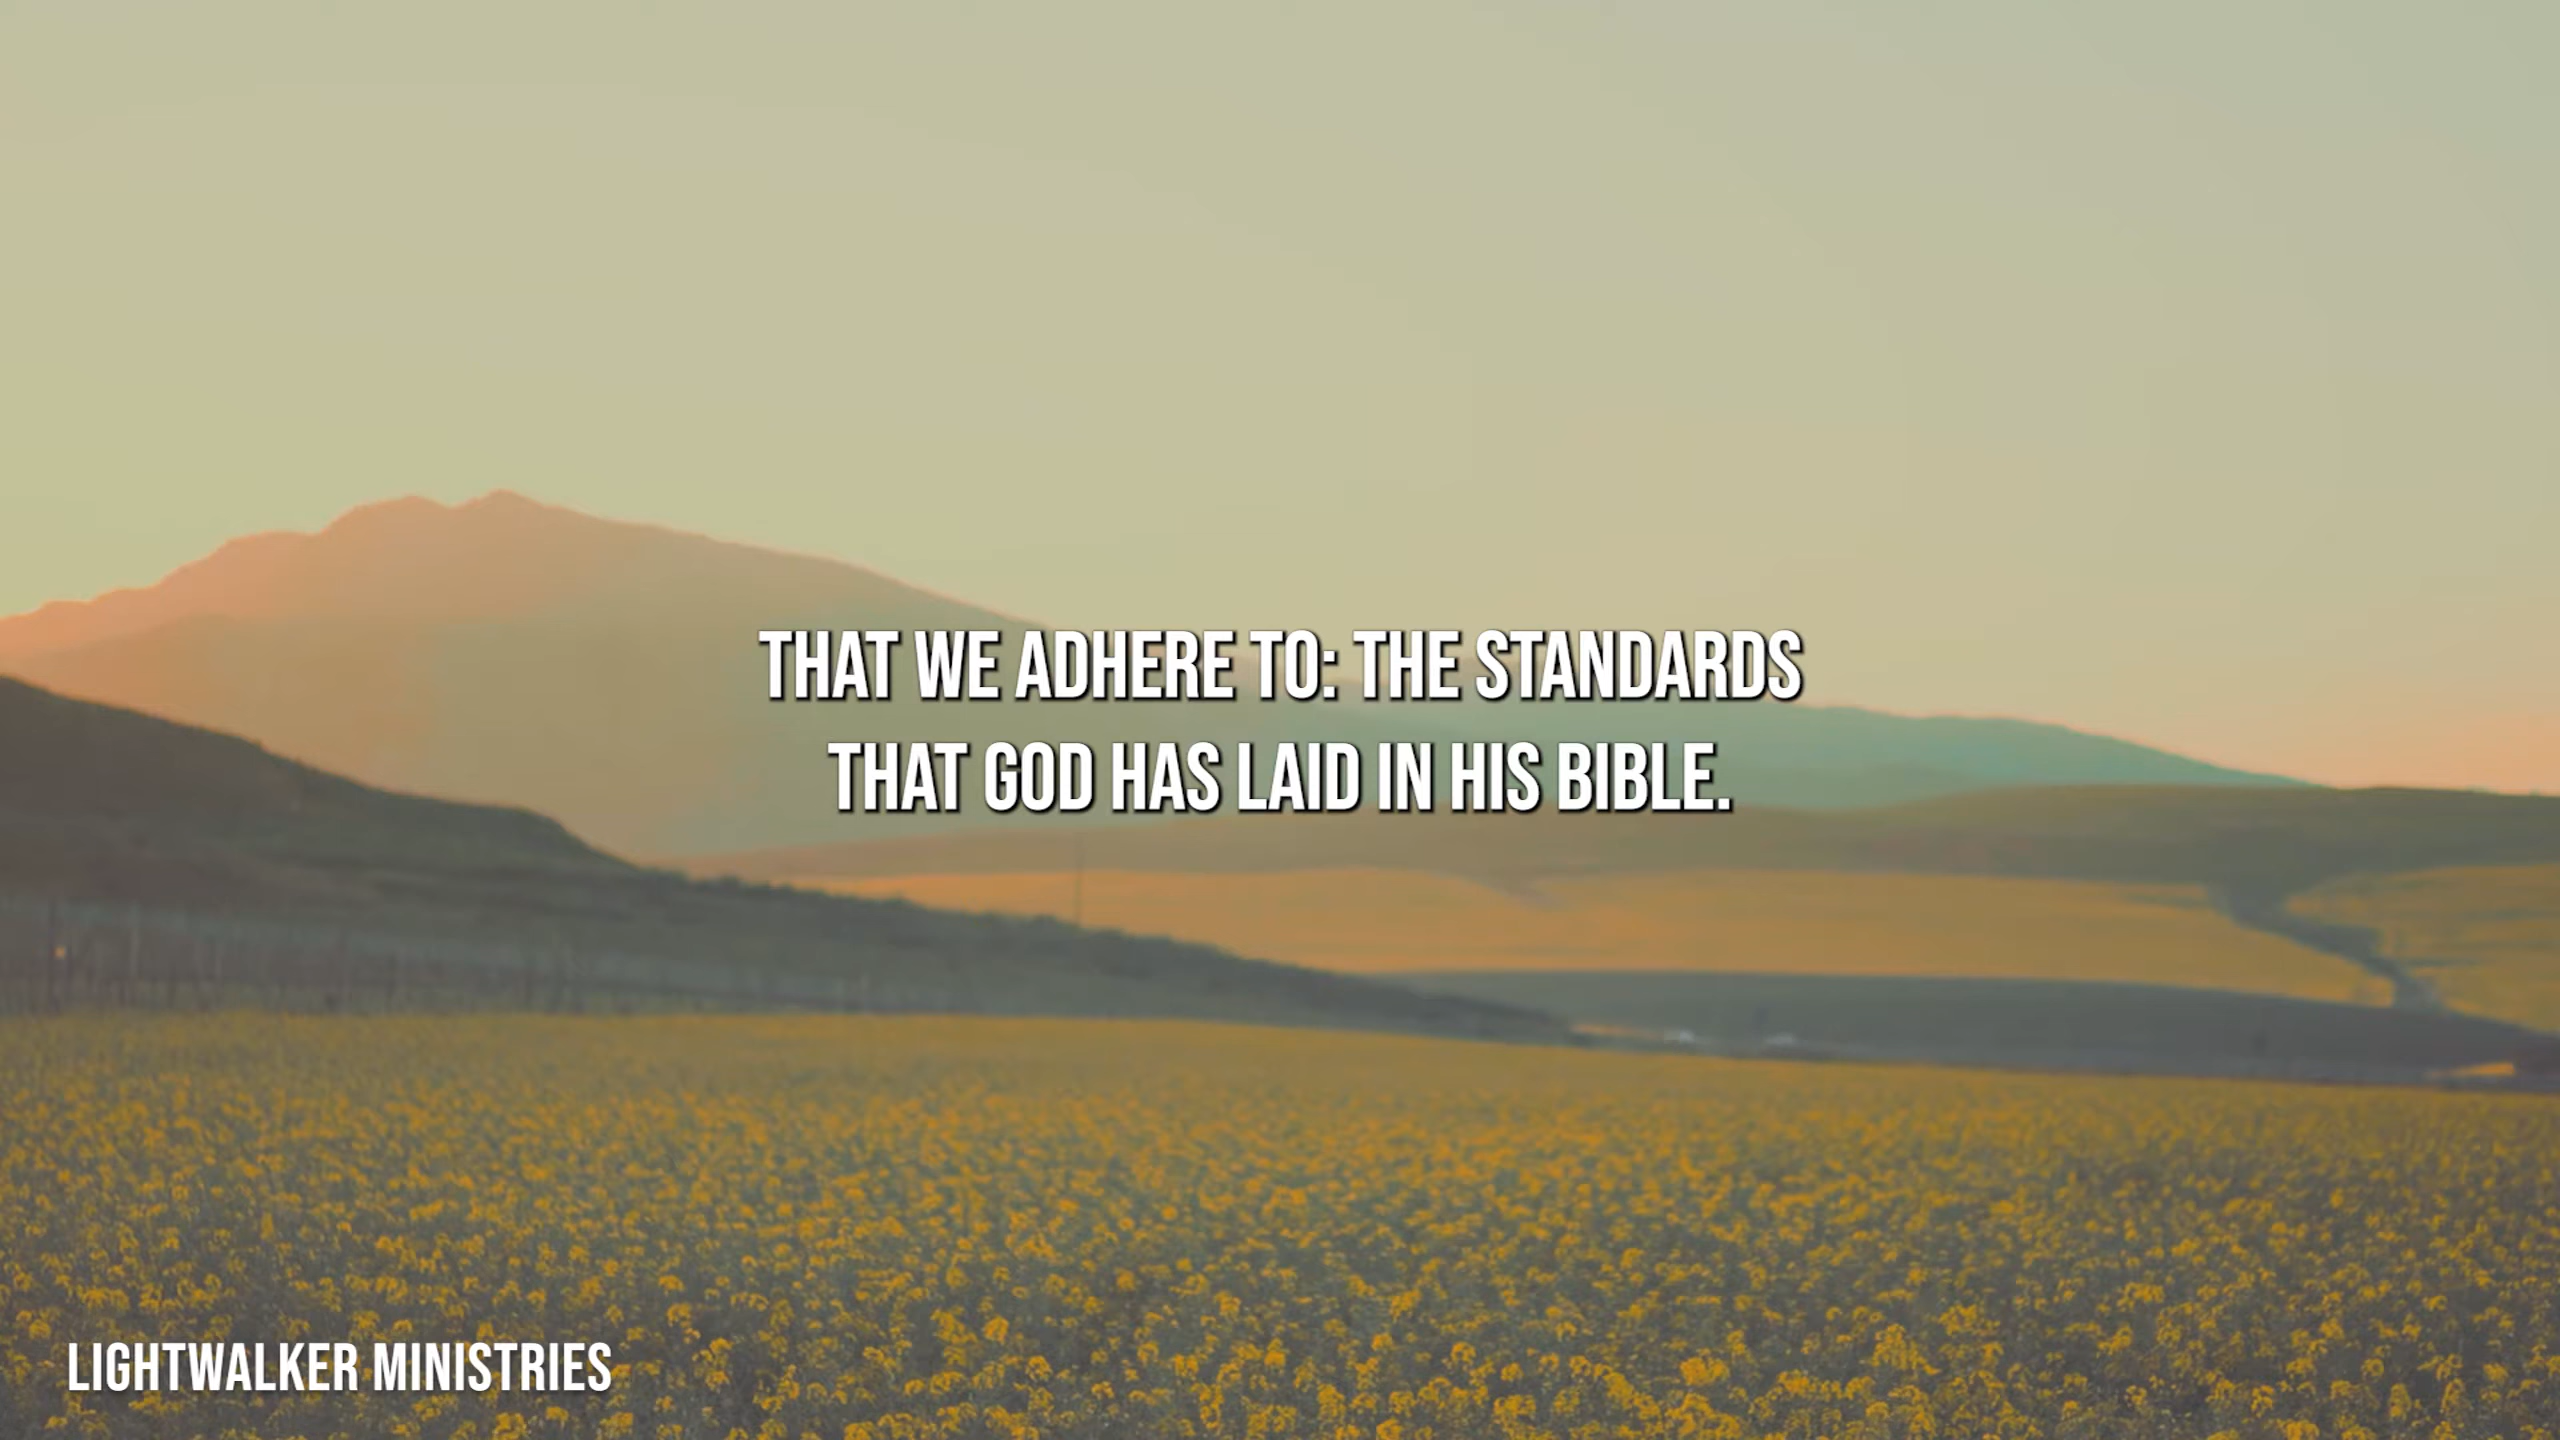 THAT WE ADHERE TO: THE STANDARDS
THAT GOD HAS LAID IN HIS BIBLE.
LIGHTWALKER MINISTRIES